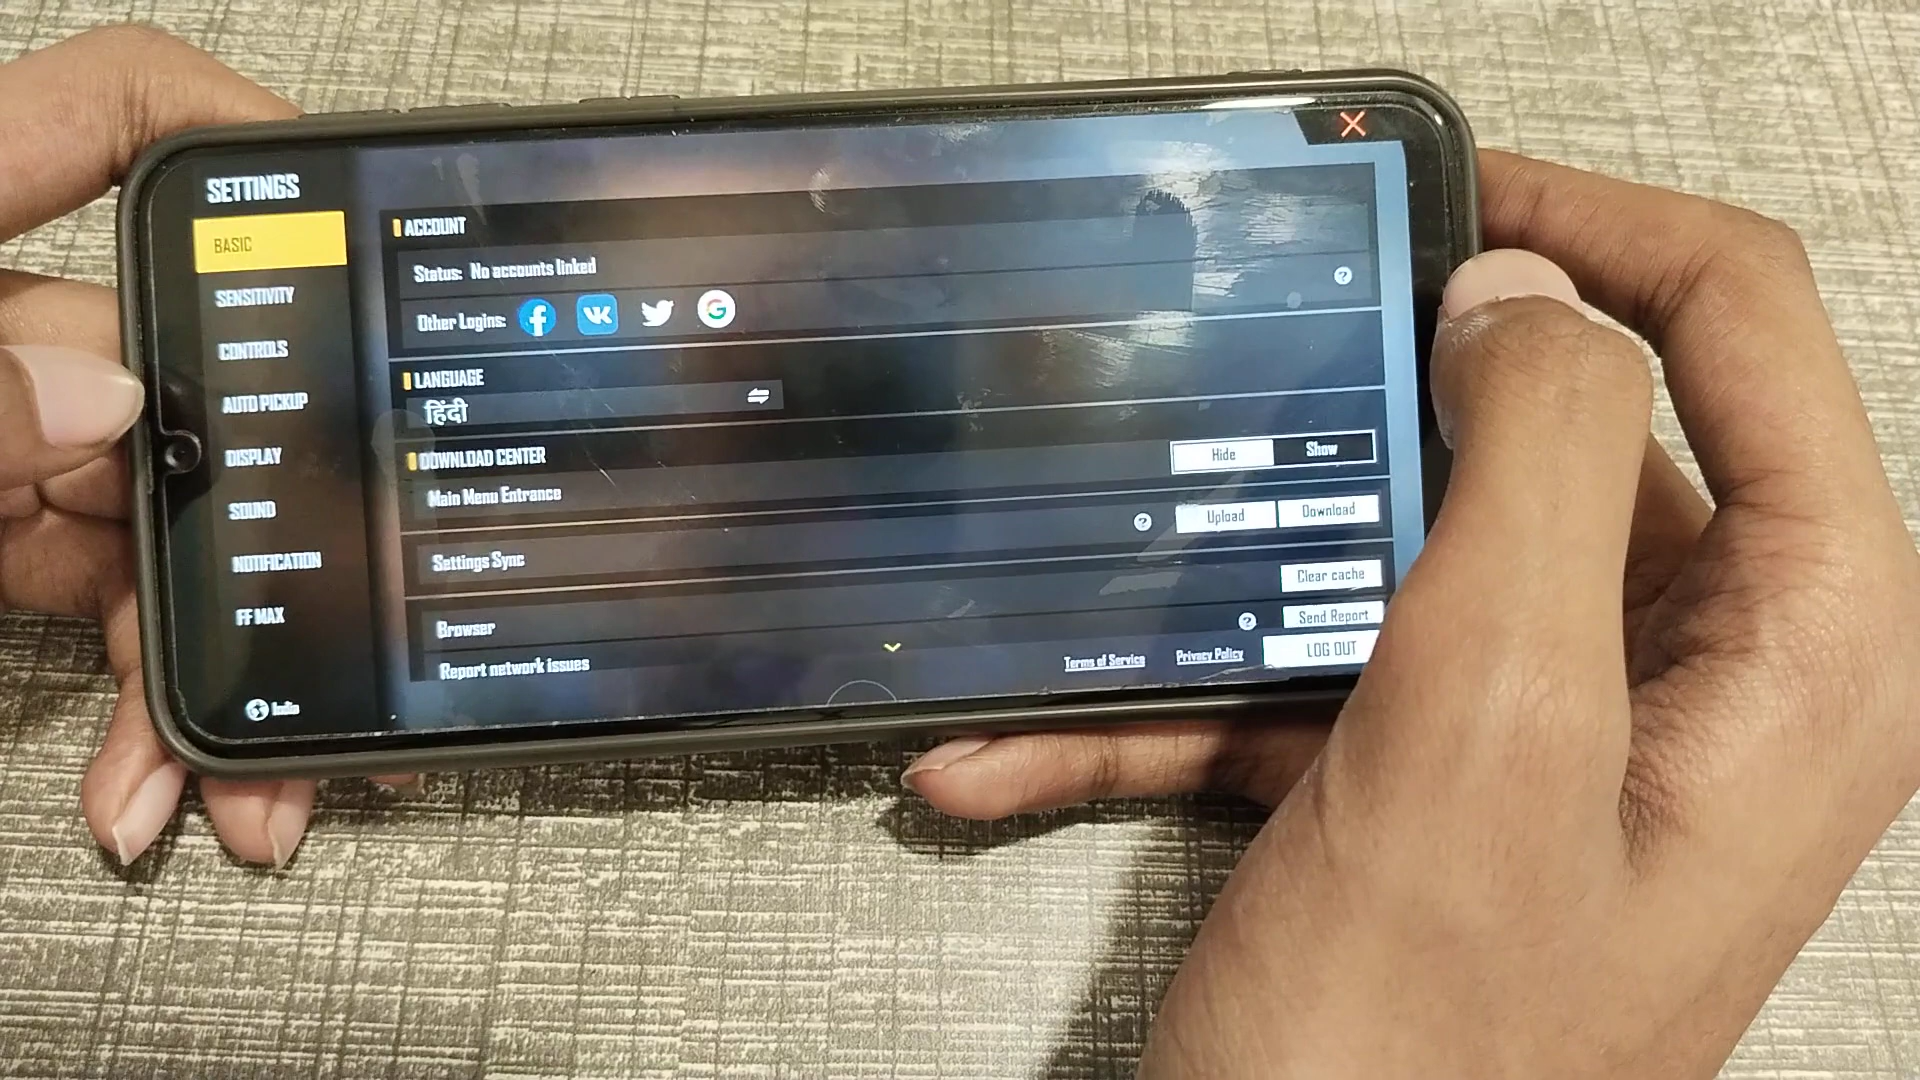 SETTINGS
BASIC
SENSITIVITY
CONTROLS
AUTO PICKUP
DISPLAY
SOUND
NOTIFICATION
FF MAX
India
ACCOUNT
Status: No accounts linked
Other Logins:
LANGUAGE
हिंदी
DOWNLOAD CENTER
Main Menu Entrance
Hide Show
Settings Sync
Upload Download
Browser
Clear cache
Report network issues
Send Report
Terms of Service Privacy Policy LOG OUT